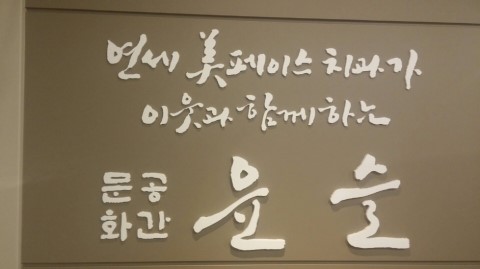 연세 美페이스 치과가
이웃과 함께하는
문화공간 윤슬